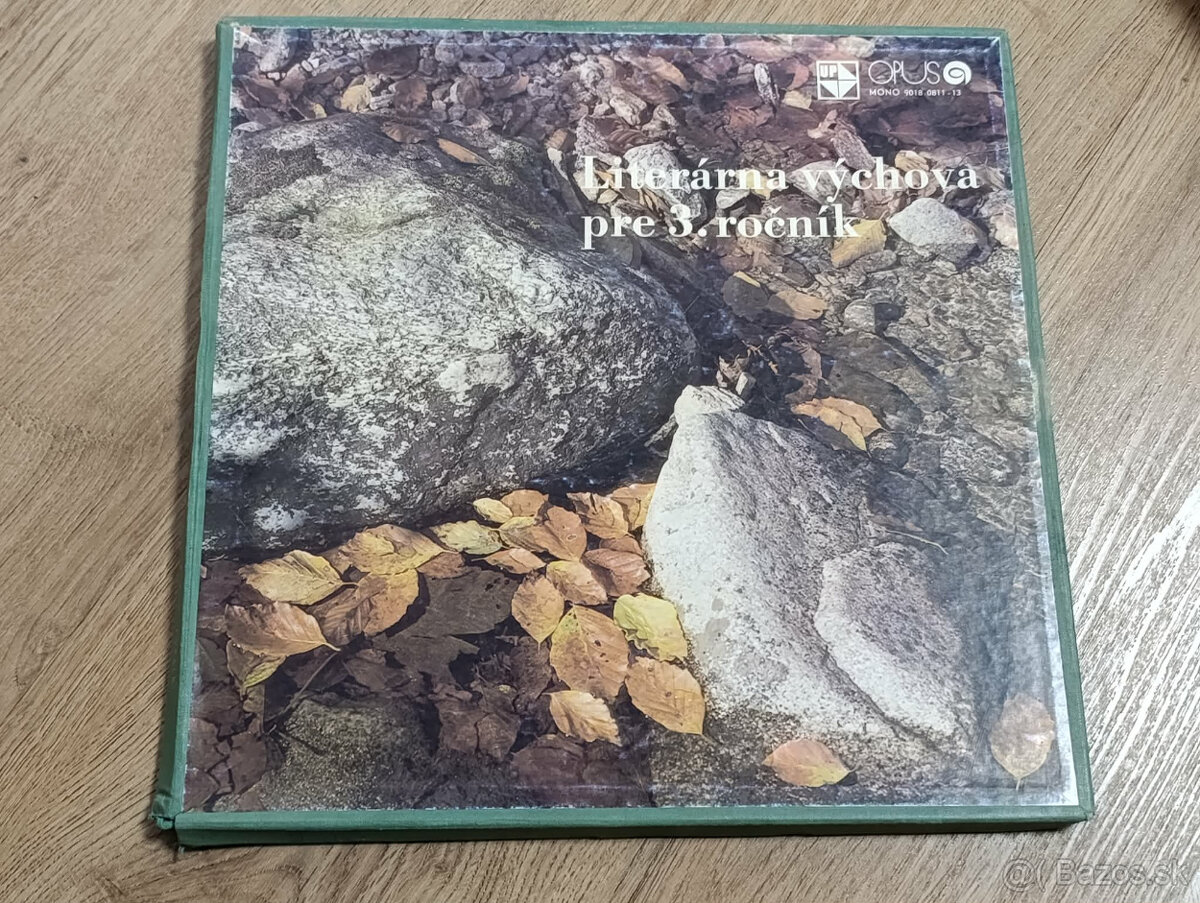 UP
OPUS
MONO 9018 0811-13
Literárna výchova
pre 3. ročník
@( Bazos.sk